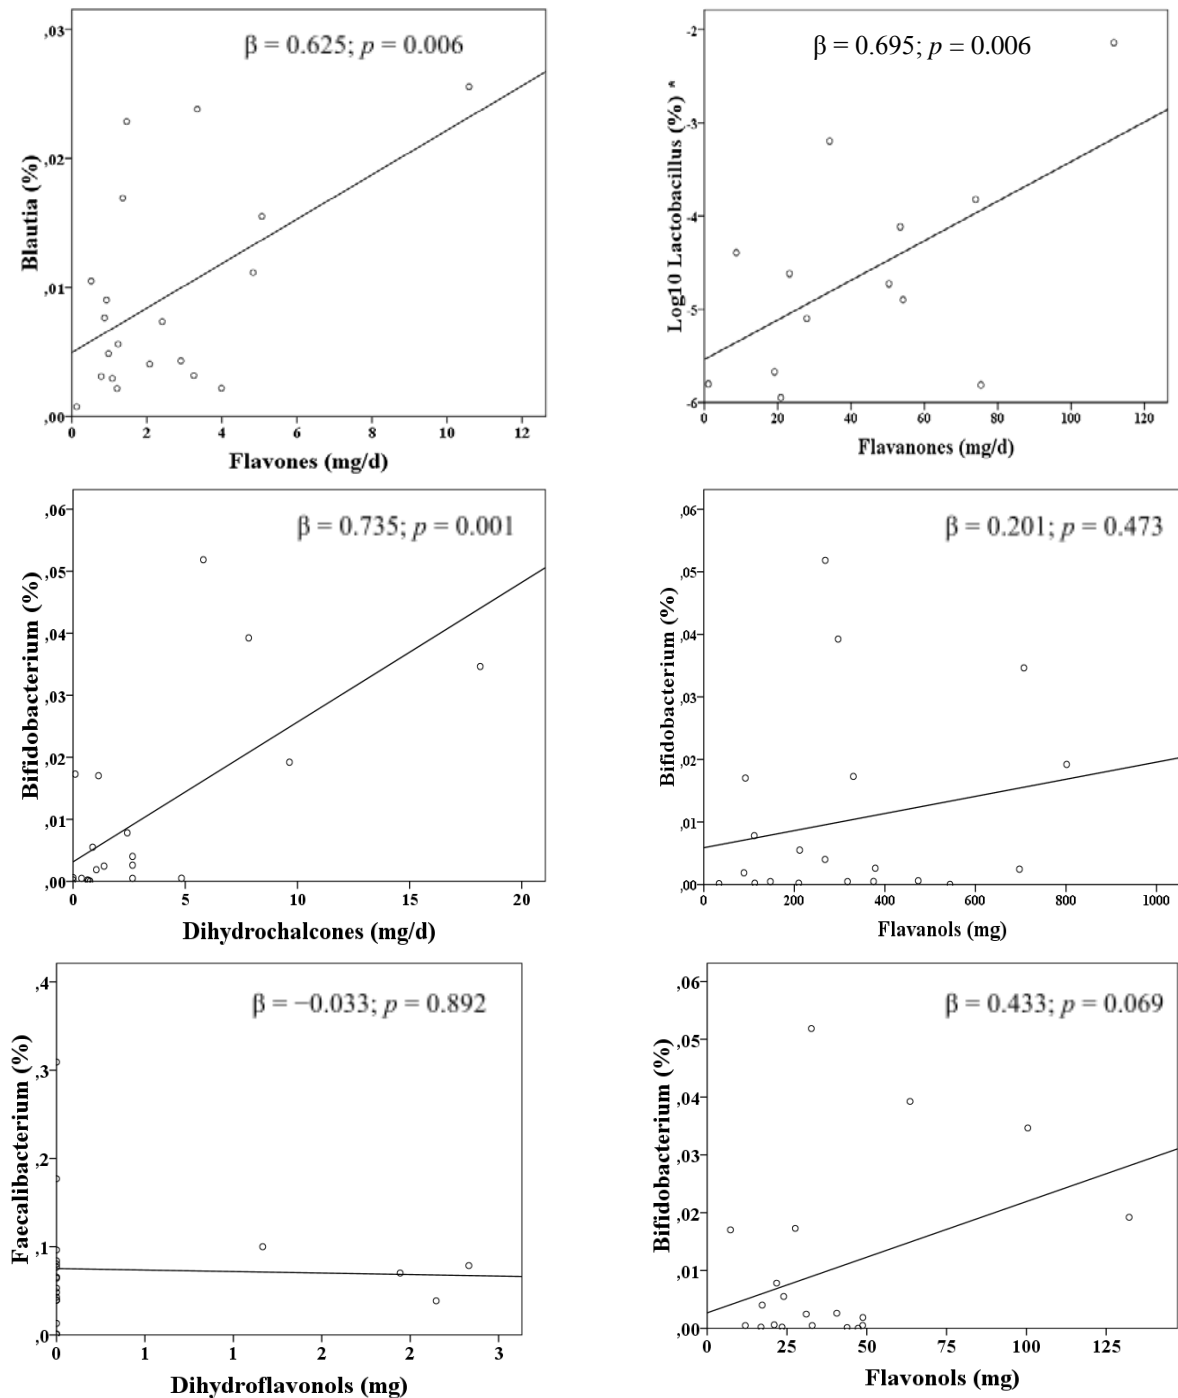 β = 0.625; p = 0.006
Blautia (%)
,03
,02
,01
,00
0 2 4 6 8 10 12
Flavones (mg/d)
β = 0.695; p = 0.006
Log10 Lactobacillus (%) *
-2
-3
-4
-5
-6
0 20 40 60 80 100 120
Flavanones (mg/d)
β = 0.735; p = 0.001
Bifidobacterium (%)
,06
,05
,04
,03
,02
,01
,00
0 5 10 15 20
Dihydrochalcones (mg/d)
β = 0.201; p = 0.473
Bifidobacterium (%)
,06
,05
,04
,03
,02
,01
,00
0 200 400 600 800 1000
Flavanols (mg)
β = −0.033; p = 0.892
Faecalibacterium (%)
,4
,3
,2
,1
,0
0 1 1 2 2 3
Dihydroflavonols (mg)
β = 0.433; p = 0.069
Bifidobacterium (%)
,06
,05
,04
,03
,02
,01
,00
0 25 50 75 100 125
Flavonols (mg)